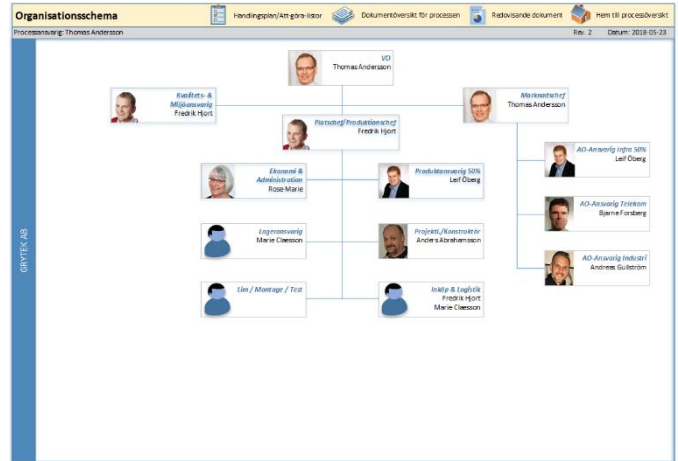 Organisationsschema
Handlingsplan/Att-göra-listor
Dokumentöversikt för processen
Redovisande dokument
Hem till processöversikt
Processansvarig: Thomas Andersson
Rev. 2
Datum: 2018-05-23
VD
Thomas Andersson
Kvalitets- &
Miljöansvarig
Fredrik Hjort
Marknadschef
Thomas Andersson
Platschef/Produktionschef
Fredrik Hjort
Ekonomi &
Administration
Rose-Marie
Produktansvarig 50%
Leif Öberg
AO-Ansvarig Infra 50%
Leif Öberg
AO-Ansvarig Telekom
Bjarne Forsberg
Lageransvarig
Marie Claesson
Projektl./Konstruktör
Anders Abrahamsson
AO-Ansvarig Industri
Andreas Gullström
Lim / Montage / Test
Inköp & Logistik
Fredrik Hjort
Marie Claesson
GRYTEK AB